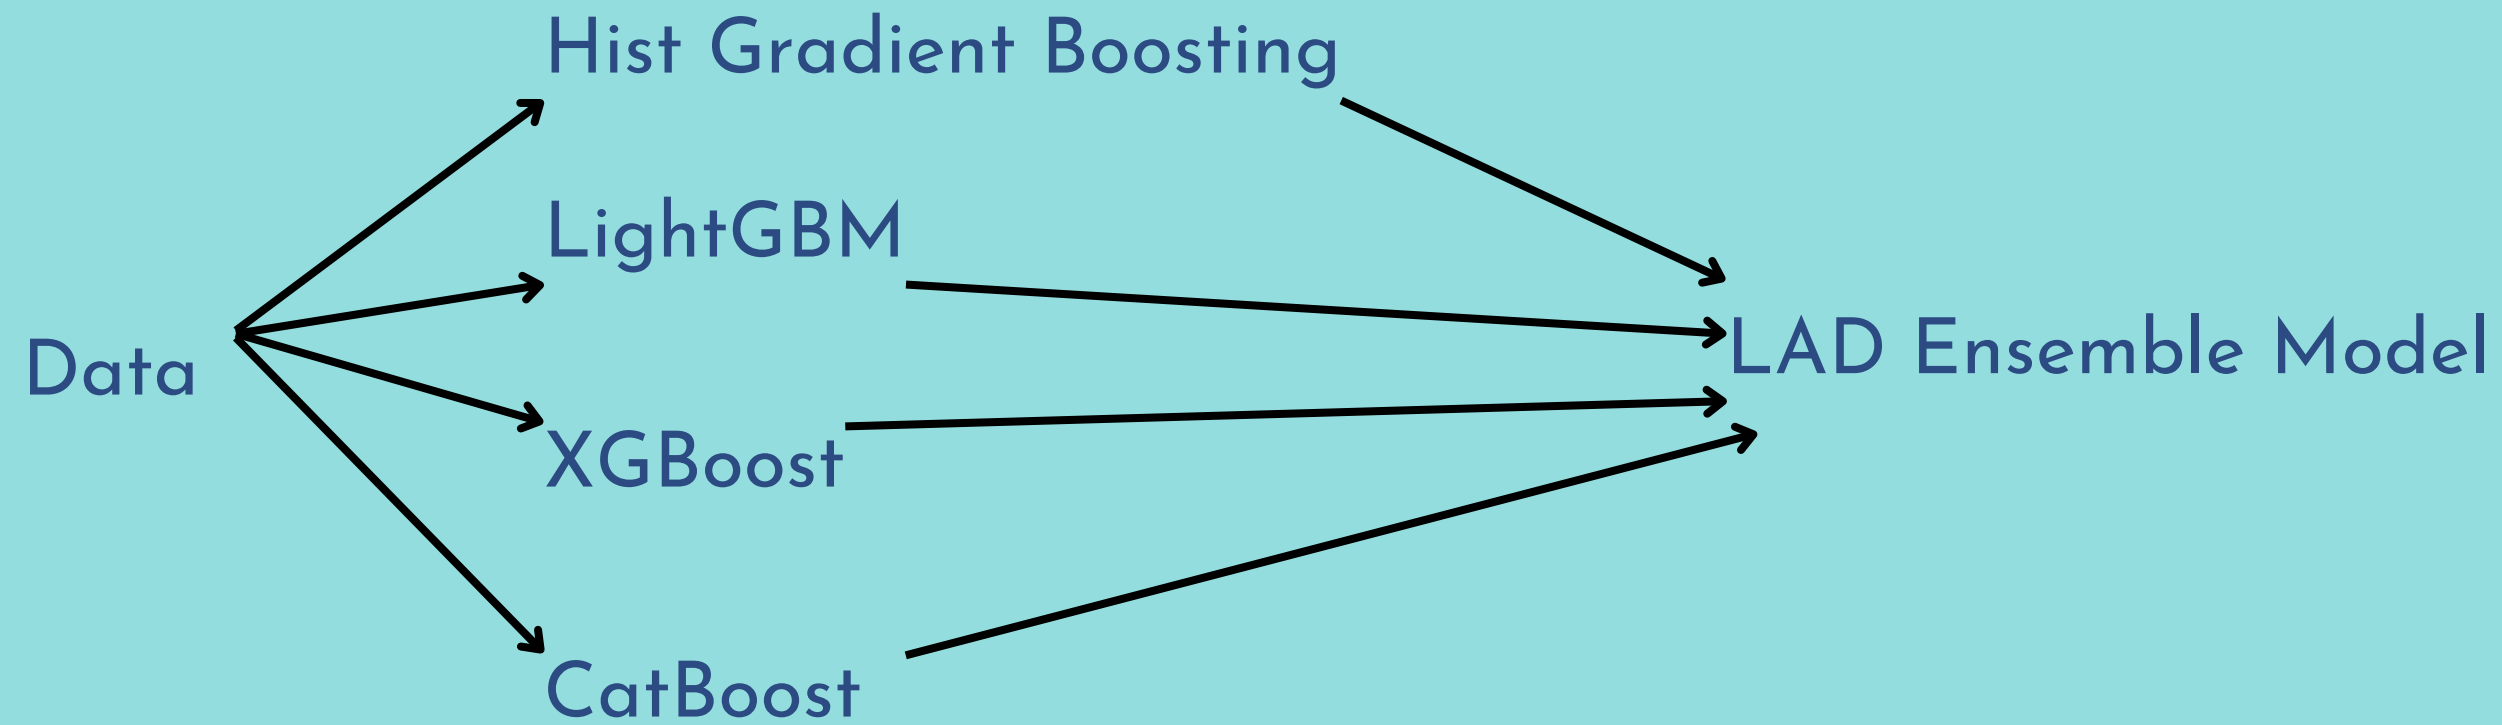 Hist Gradient Boosting
LightGBM
Data
LAD Ensemble Model
XGBoost
CatBoost